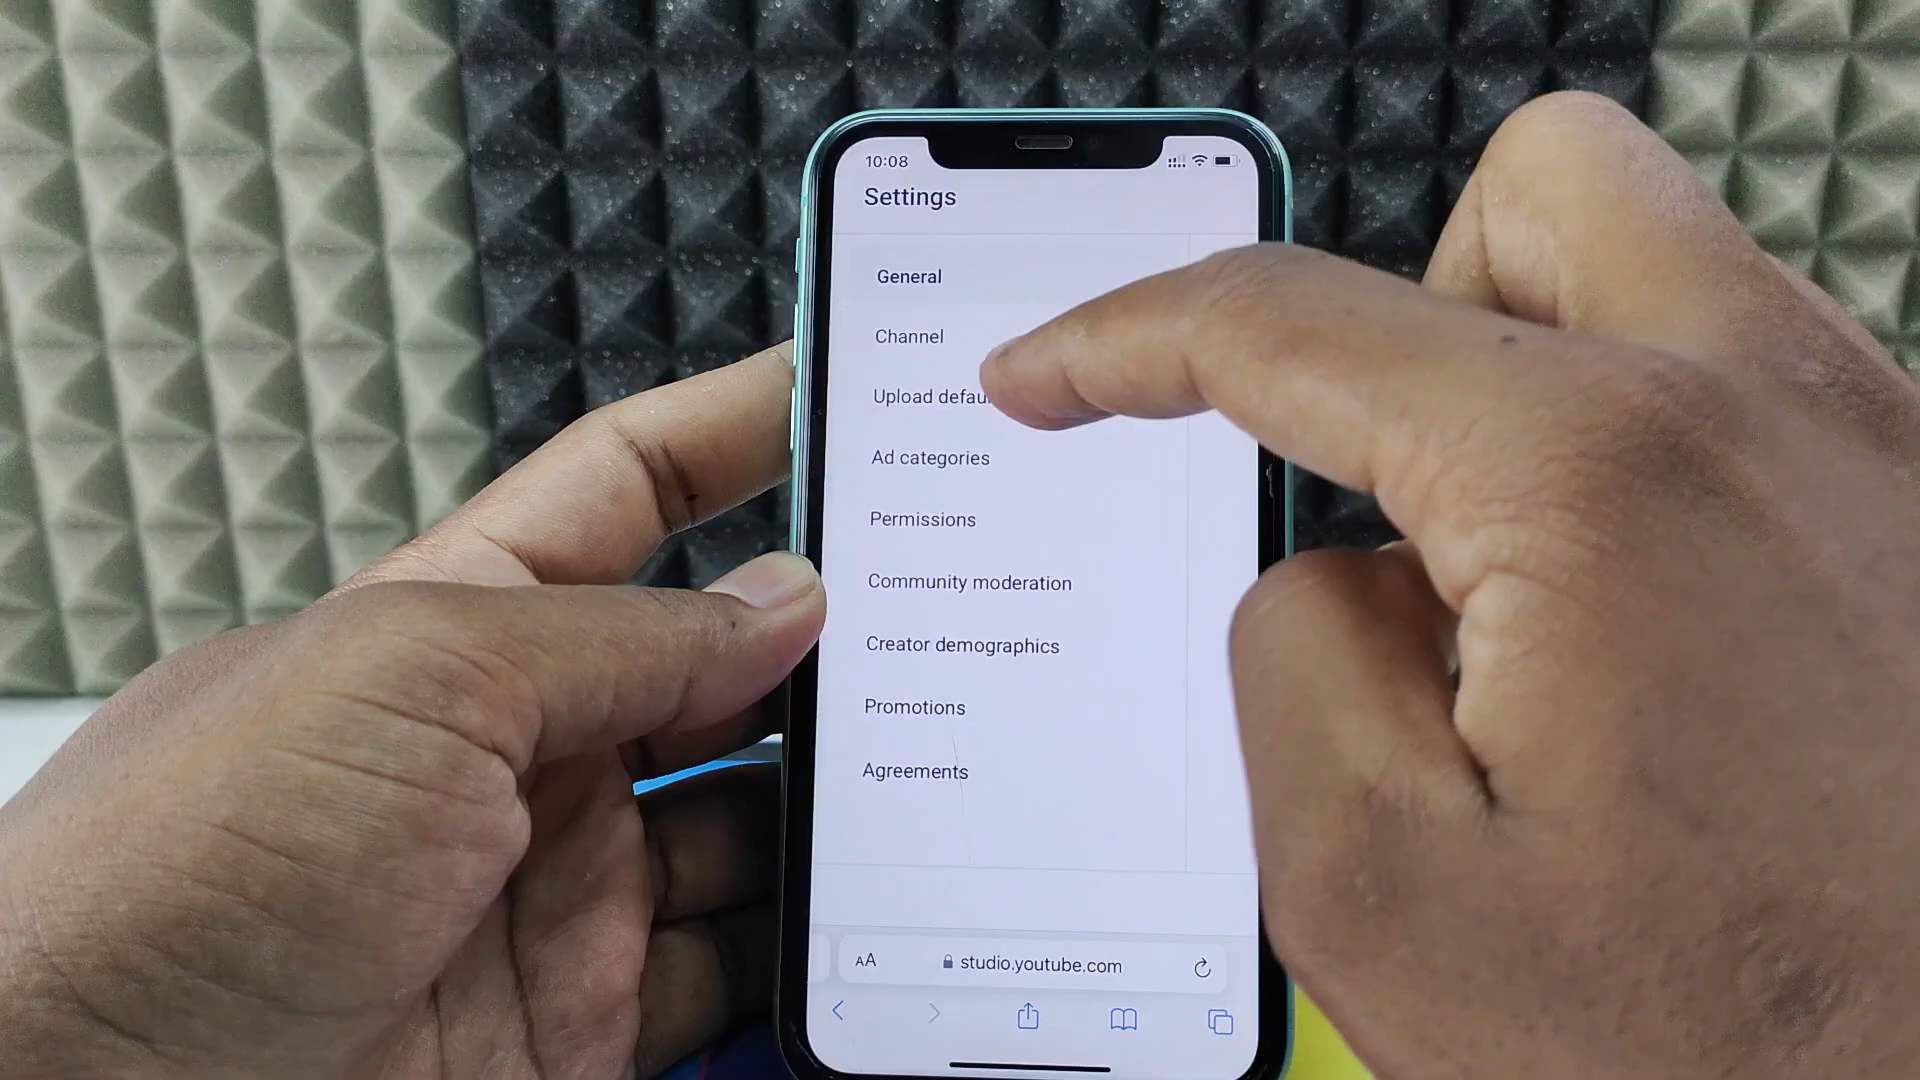 10:08
Settings
General
Channel
Upload defau
Ad categories
Permissions
Community moderation
Creator demographics
Promotions
Agreements
AA
studio.youtube.com